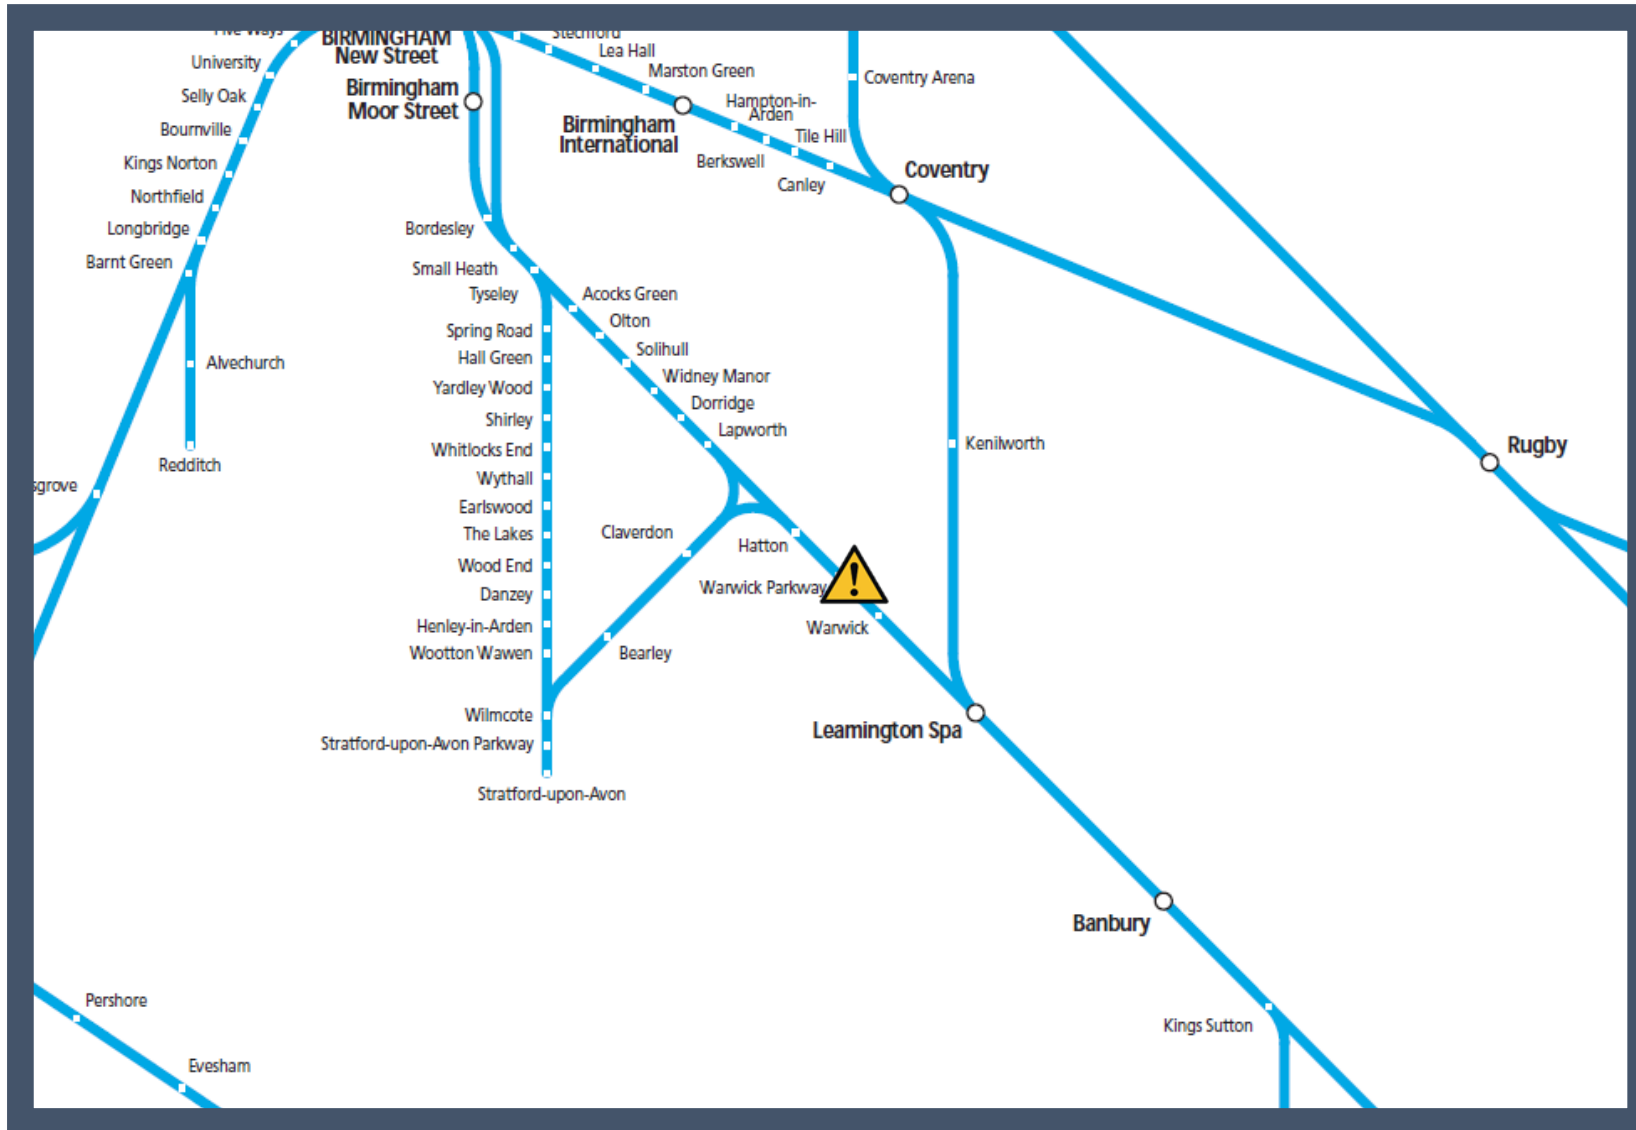 Five Ways
University
Selly Oak
Bournville
Kings Norton
Northfield
Longbridge
Barnt Green
Alvechurch
Redditch
sgrove
BIRMINGHAM
New Street
Birmingham
Moor Street
Stechford
Lea Hall
Marston Green
Birmingham
International
Hampton-in-
Arden
Berkswell
Tile Hill
Canley
Coventry Arena
Coventry
Bordesley
Small Heath
Tyseley
Spring Road
Hall Green
Yardley Wood
Shirley
Whitlocks End
Wythall
Earlswood
The Lakes
Wood End
Danzey
Henley-in-Arden
Wootton Wawen
Wilmcote
Stratford-upon-Avon Parkway
Stratford-upon-Avon
Acocks Green
Olton
Solihull
Widney Manor
Dorridge
Lapworth
Claverdon
Bearley
Hatton
Warwick Parkway
!
Warwick
Kenilworth
Rugby
Leamington Spa
Banbury
Kings Sutton
Pershore
Evesham